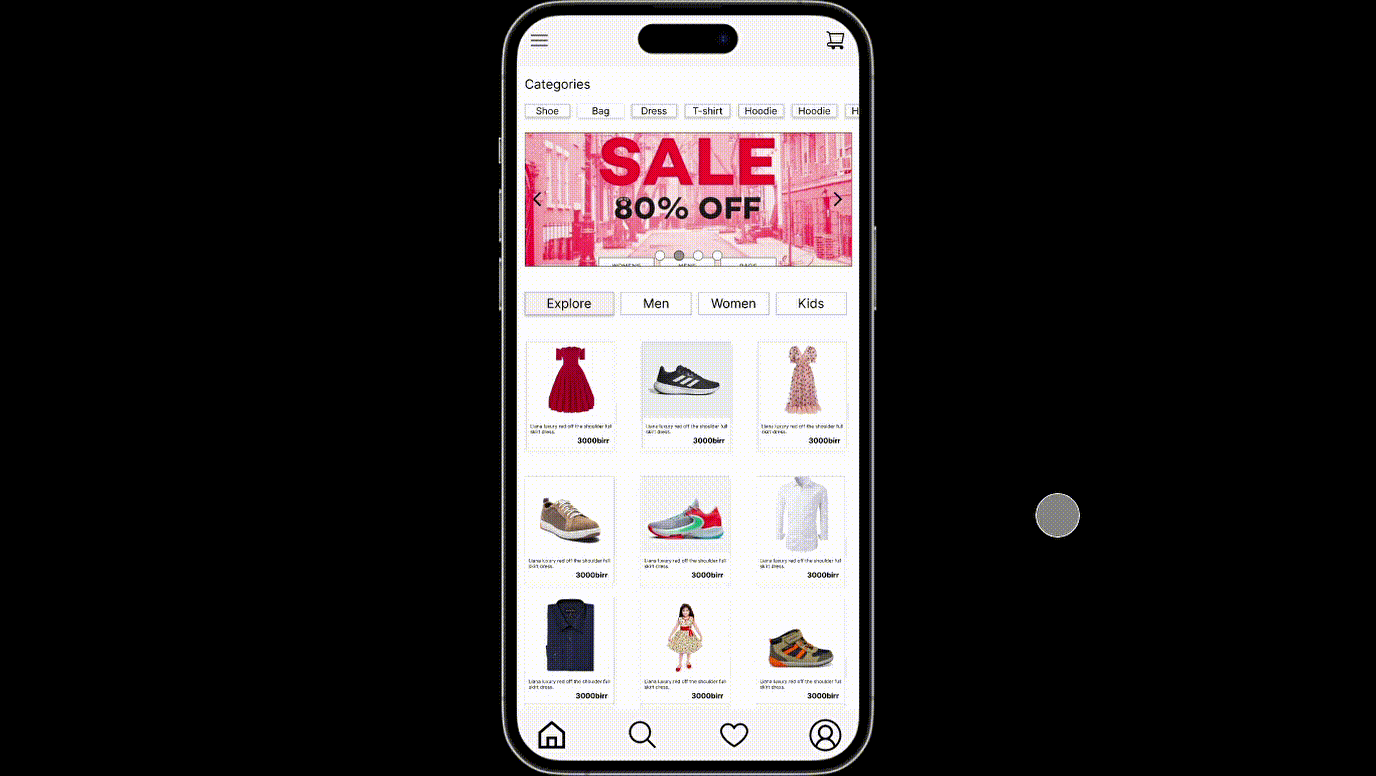 Categories
Shoe Bag Dress T-shirt Hoodie Hoodie H
SALE
80% OFF
WOMENS MENS BAGS
Explore Men Women Kids
Liana luxury red off the shoulder full
skirt dress.
3000birr
Liana luxury red off the shoulder full
skirt dress.
3000birr
Liana luxury red off the shoulder full
skirt dress.
3000birr
Liana luxury red off the shoulder full
skirt dress.
3000birr
Liana luxury red off the shoulder full
skirt dress.
3000birr
Liana luxury red off the shoulder full
skirt dress.
3000birr
Liana luxury red off the shoulder full
skirt dress.
3000birr
Liana luxury red off the shoulder full
skirt dress.
3000birr
Liana luxury red off the shoulder full
skirt dress.
3000birr